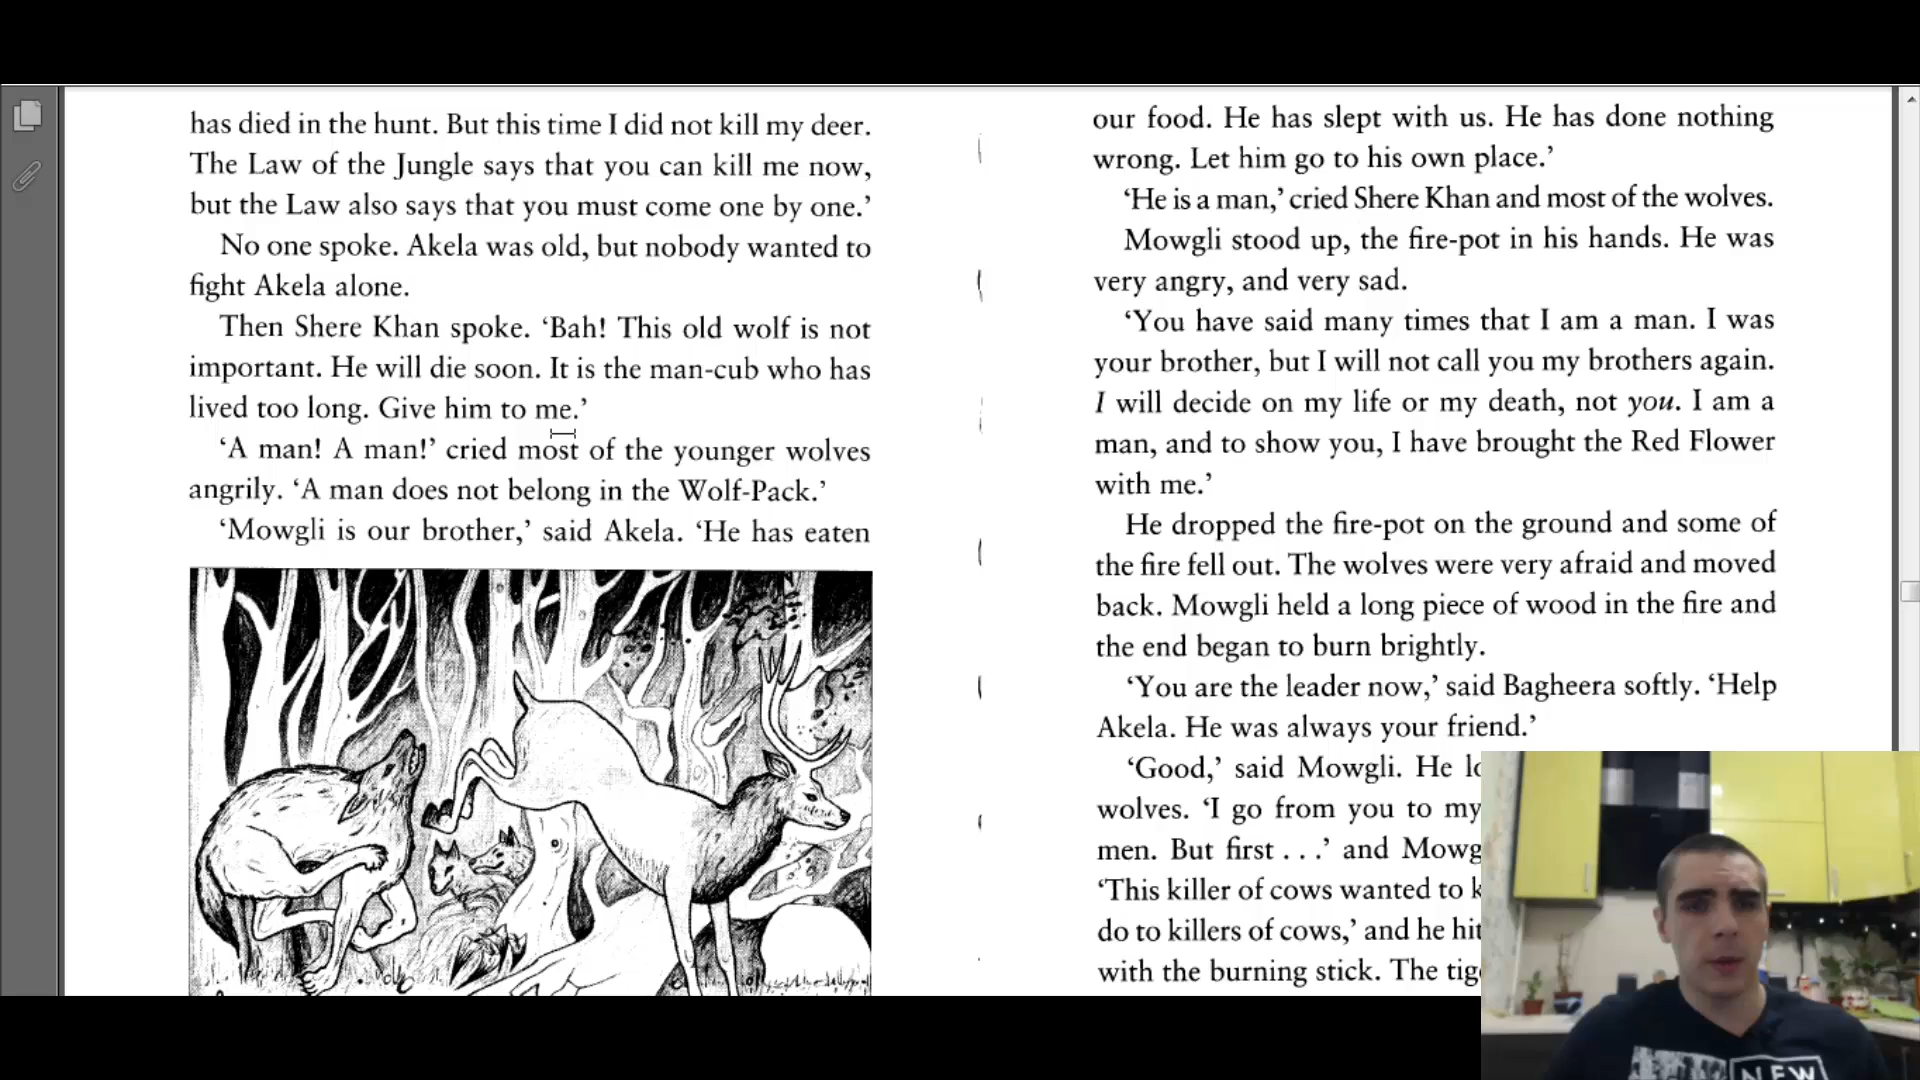 has died in the hunt. But this time I did not kill my deer.
The Law of the Jungle says that you can kill me now,
but the Law also says that you must come one by one.’
No one spoke. Akela was old, but nobody wanted to
fight Akela alone.
Then Shere Khan spoke. ‘Bah! This old wolf is not
important. He will die soon. It is the man-cub who has
lived too long. Give him to me.’
‘A man! A man!’ cried most of the younger wolves
angrily. ‘A man does not belong in the Wolf-Pack.’
‘Mowgli is our brother,’ said Akela. ‘He has eaten
our food. He has slept with us. He has done nothing
wrong. Let him go to his own place.’
‘He is a man,’ cried Shere Khan and most of the wolves.
Mowgli stood up, the fire-pot in his hands. He was
very angry, and very sad.
‘You have said many times that I am a man. I was
your brother, but I will not call you my brothers again.
I will decide on my life or my death, not you. I am a
man, and to show you, I have brought the Red Flower
with me.’
He dropped the fire-pot on the ground and some of
the fire fell out. The wolves were very afraid and moved
back. Mowgli held a long piece of wood in the fire and
the end began to burn brightly.
‘You are the leader now,’ said Bagheera softly. ‘Help
Akela. He was always your friend.’
‘Good,’ said Mowgli. He lo
wolves. ‘I go from you to my
men. But first . . .’ and Mowg
‘This killer of cows wanted to k
do to killers of cows,’ and he hit
with the burning stick. The tig
NEW